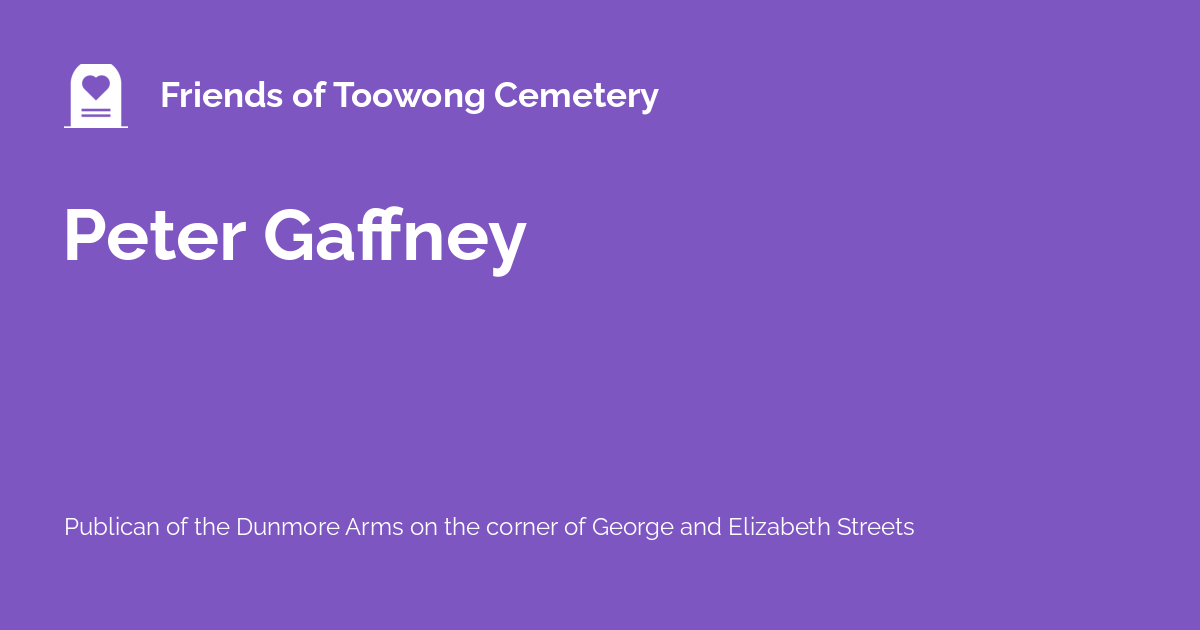 Friends of Toowong Cemetery
Peter Gaffney
Publican of the Dunmore Arms on the corner of George and Elizabeth Streets